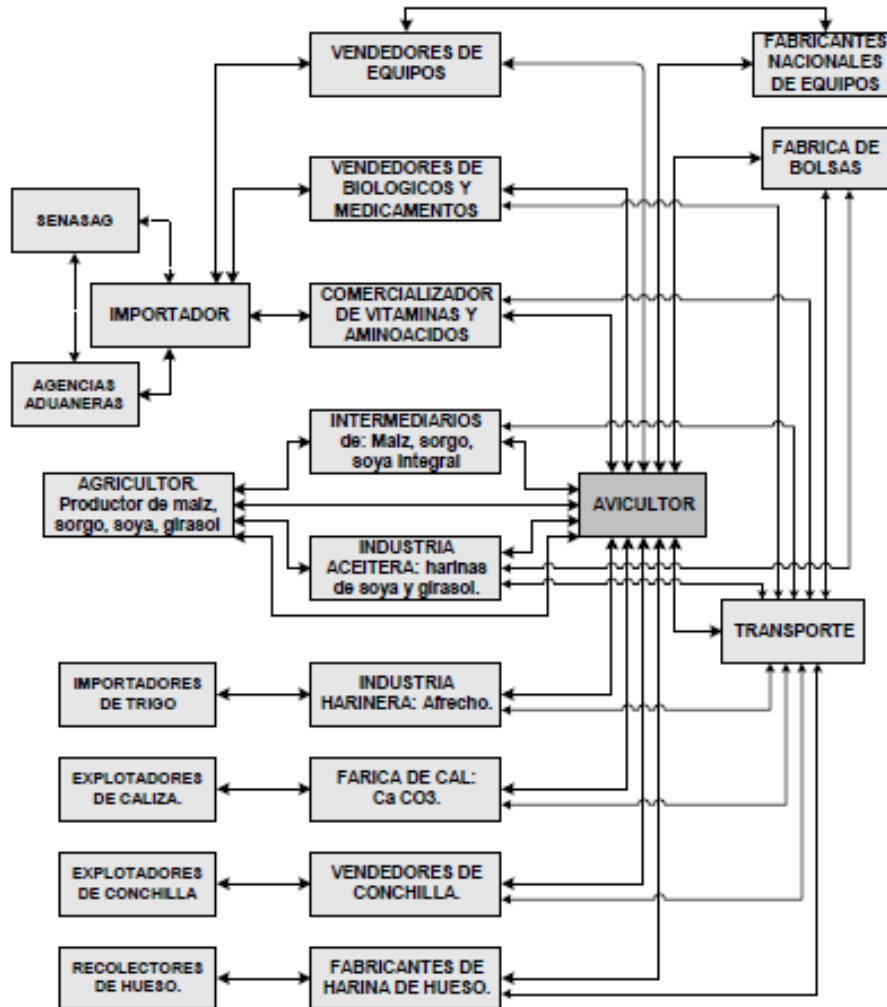 VENDEDORES DE
EQUIPOS
FABRICANTES
NACIONALES
DE EQUIPOS
FABRICA DE
BOLSAS
VENDEDORES DE
BIOLOGICOS Y
MEDICAMENTOS
SENASAG
IMPORTADOR
COMERCIALIZADOR
DE VITAMINAS Y
AMINOACIDOS
AGENCIAS
ADUANERAS
INTERMEDIARIOS
de: Maiz, sorgo,
soya Integral
AGRICULTOR.
Productor de maiz,
sorgo, soya, girasol
AVICULTOR
INDUSTRIA
ACEITERA: harinas
de soya y girasol.
TRANSPORTE
IMPORTADORES
DE TRIGO
INDUSTRIA
HARINERA: Afrecho.
EXPLOTADORES
DE CALIZA.
FARICA DE CAL:
Ca CO3.
EXPLOTADORES
DE CONCHILLA
VENDEDORES DE
CONCHILLA.
RECOLECTORES
DE HUESO.
FABRICANTES DE
HARINA DE HUESO.